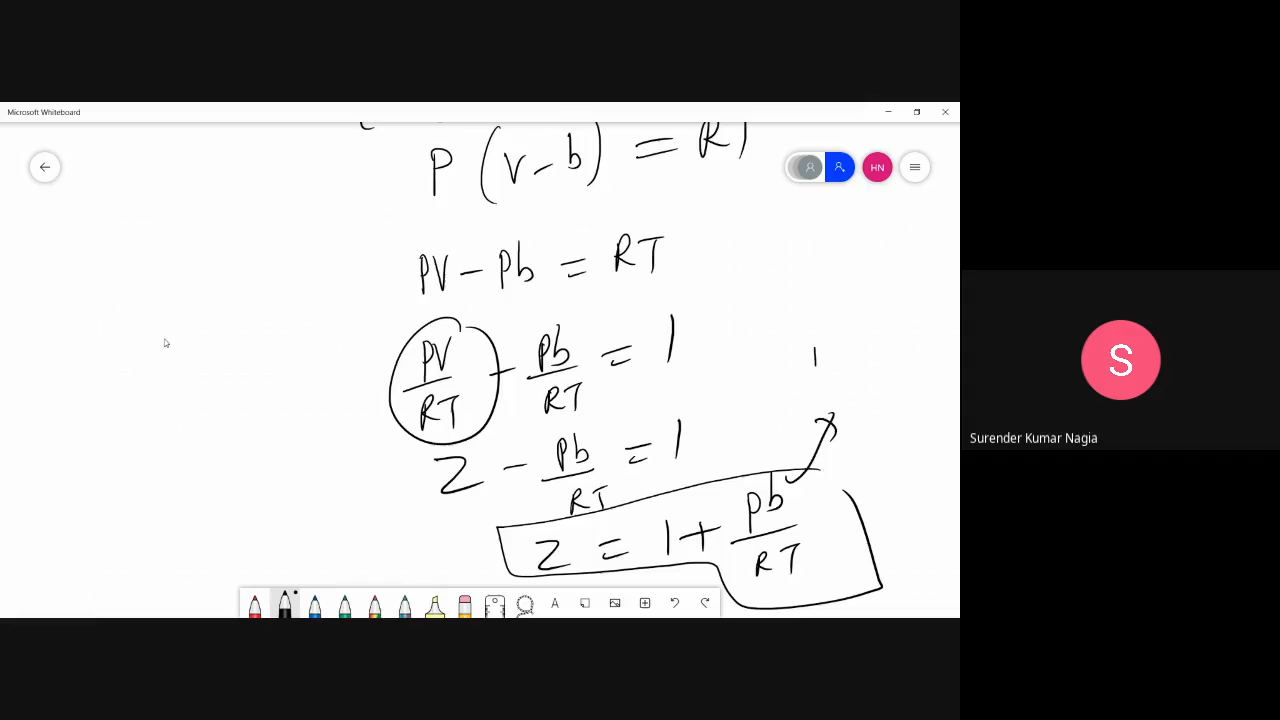 Microsoft Whiteboard
P (V-b) = RT
HN
PV - Pb = RT
PV/RT - Pb/RT = 1
Z - Pb/RT = 1
Z = 1 + Pb/RT
S
Surender Kumar Nagia